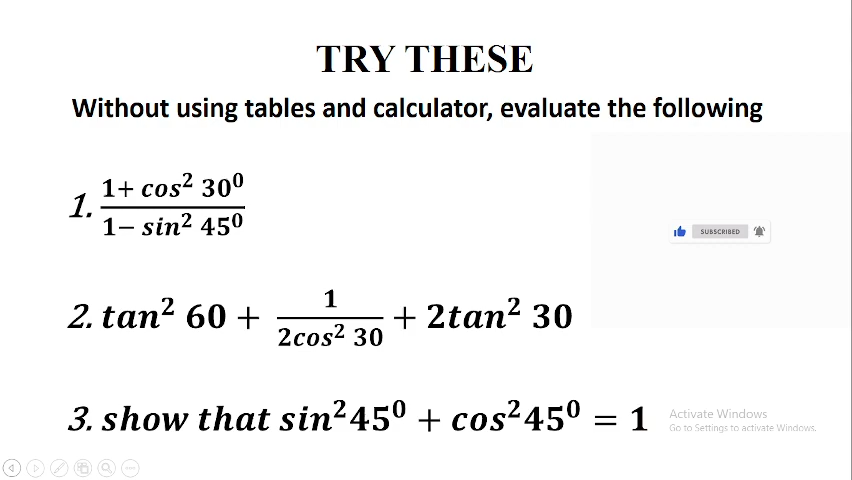 TRY THESE
Without using tables and calculator, evaluate the following
1. \frac{1+ cos² 30⁰}{1− sin² 45⁰}
SUBSCRIBED
2. tan² 60 + \frac{1}{2cos² 30} + 2tan² 30
3. show that sin²45⁰ + cos²45⁰ = 1
Activate Windows
Go to Settings to activate Windows.